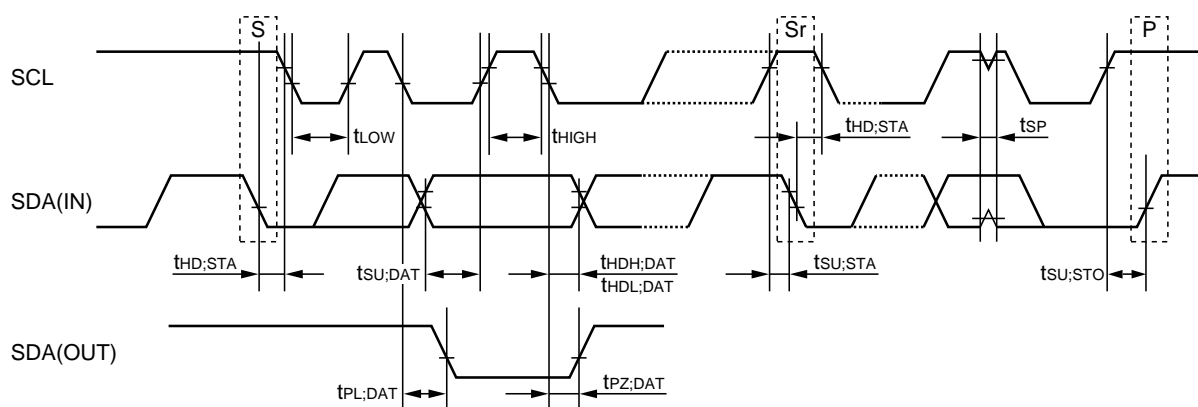 S Sr P
SCL
tLOW tHIGH tHD;STA tSP
SDA(IN)
tHD;STA tSU;DAT tHDH;DAT tSU;STA tSU;STO
tHDL;DAT
SDA(OUT)
tPL;DAT tPZ;DAT